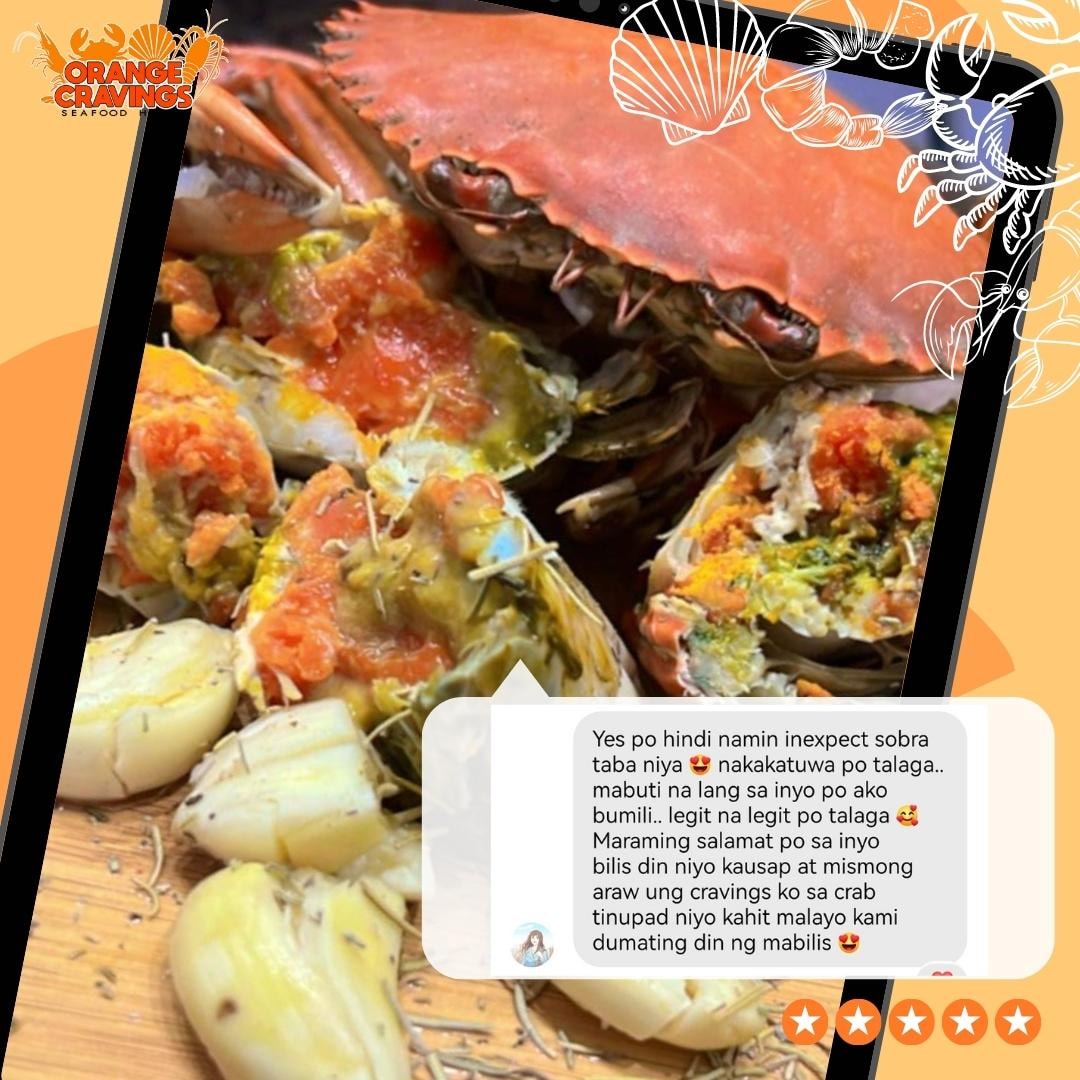 ORANGE
CRAVINGS
SEAFOOD
Yes po hindi namin inexpect sobra
taba niya 😍 nakakatuwa po talaga..
mabuti na lang sa inyo po ako
bumili.. legit na legit po talaga 🥰
Maraming salamat po sa inyo
bilis din niyo kausap at mismong
araw ung cravings ko sa crab
tinupad niyo kahit malayo kami
dumating din ng mabilis 😍